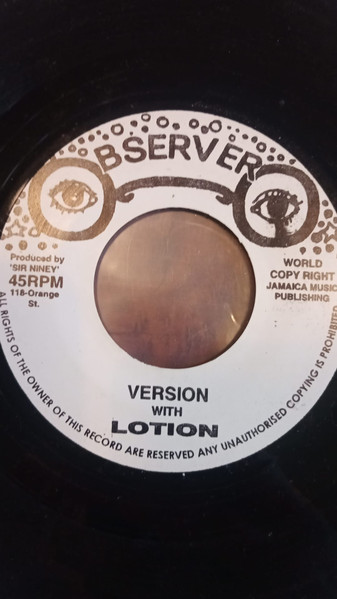 OBSERVER
Produced by
'SIR NINEY'
45RPM
118-Orange
St.
WORLD
COPY RIGHT
JAMAICA MUSIC
PUBLISHING
VERSION
WITH
LOTION
ALL RIGHTS OF THE OWNER OF THIS RECORD ARE RESERVED ANY UNAUTHORISED COPYING IS PROHIBITED